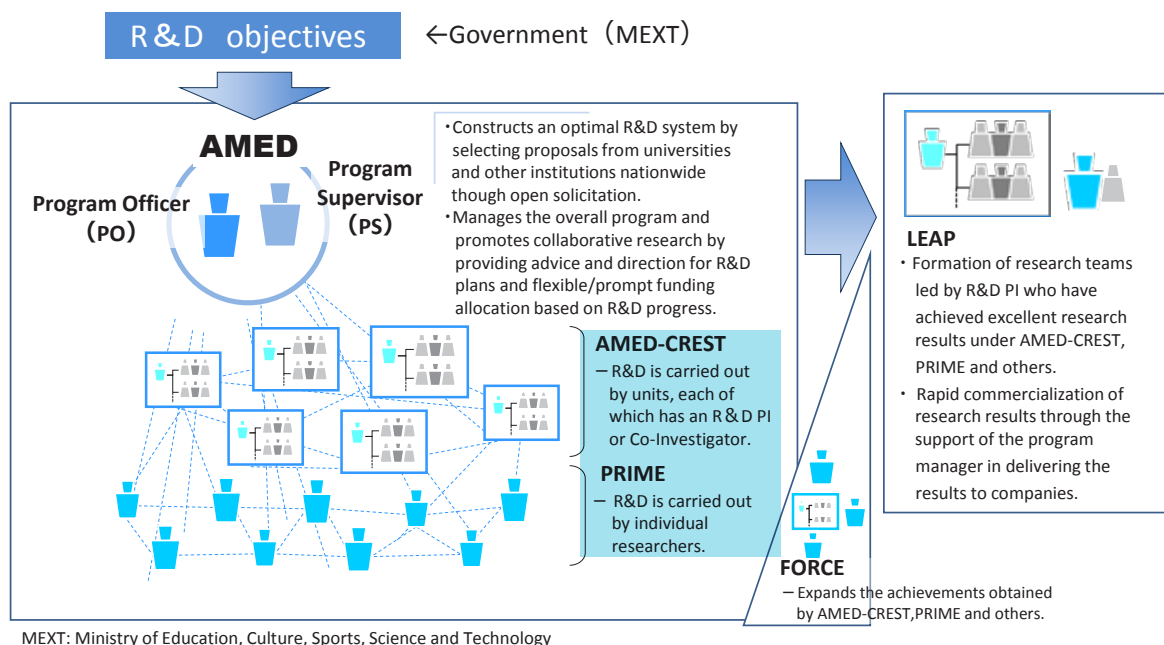 R&D objectives
←Government（MEXT）
AMED
Program Officer
（PO）
Program
Supervisor
（PS）
・Constructs an optimal R&D system by
selecting proposals from universities
and other institutions nationwide
though open solicitation.
・Manages the overall program and
promotes collaborative research by
providing advice and direction for R&D
plans and flexible/prompt funding
allocation based on R&D progress.
AMED-CREST
– R&D is carried out
by units, each of
which has an R&D PI
or Co-Investigator.
PRIME
– R&D is carried out
by individual
researchers.
FORCE
– Expands the achievements obtained
by AMED-CREST,PRIME and others.
LEAP
・ Formation of research teams
led by R&D PI who have
achieved excellent research
results under AMED-CREST,
PRIME and others.
・ Rapid commercialization of
research results through the
support of the program
manager in delivering the
results to companies.
MEXT: Ministry of Education, Culture, Sports, Science and Technology